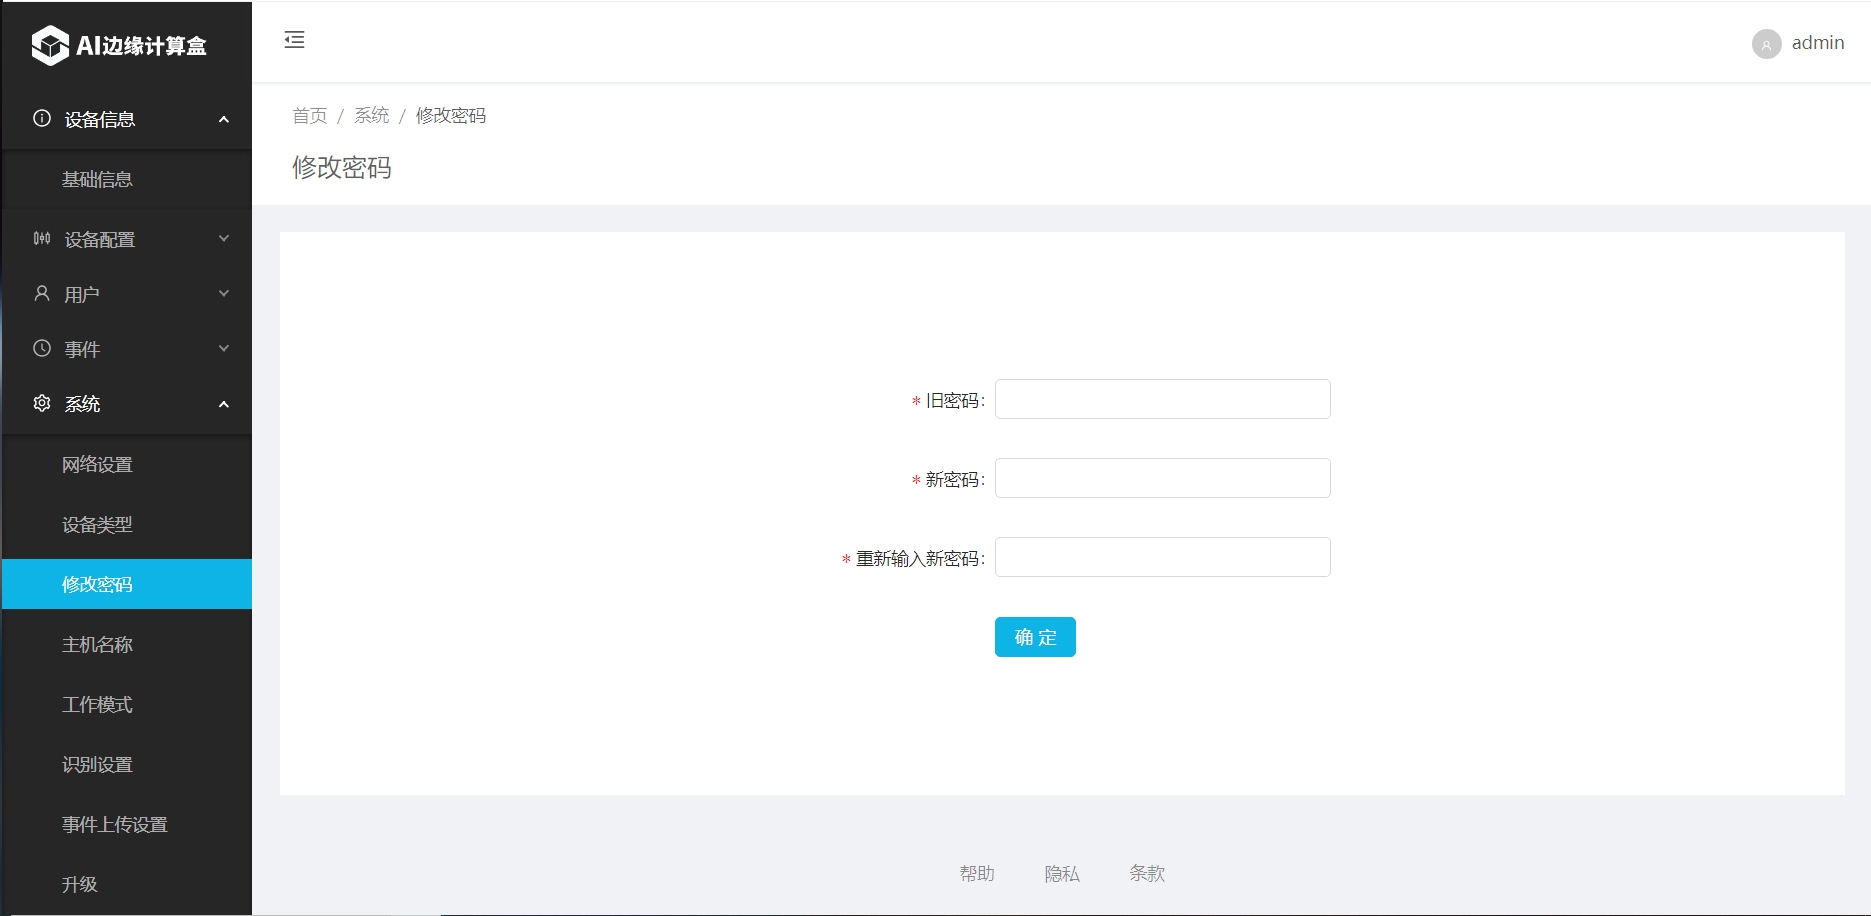 AI边缘计算盒
admin
设备信息
基础信息
设备配置
用户
事件
系统
网络设置
设备类型
修改密码
主机名称
工作模式
识别设置
事件上传设置
升级
首页 / 系统 / 修改密码
修改密码
* 旧密码:
* 新密码:
* 重新输入新密码:
确 定
帮助 隐私 条款